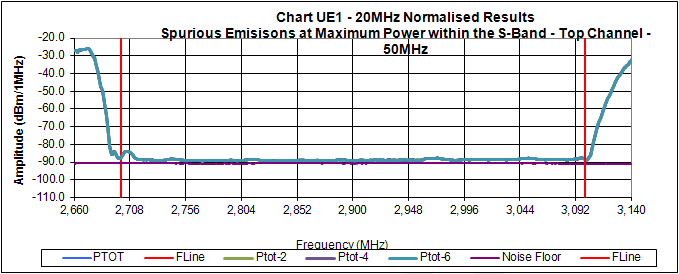 Chart UE1 - 20MHz Normalised Results
Spurious Emisisons at Maximum Power within the S-Band - Top Channel -
50MHz
Amplitude (dBm/1MHz)
-20.0
-30.0
-40.0
-50.0
-60.0
-70.0
-80.0
-90.0
-100.0
-110.0
2,660 2,708 2,756 2,804 2,852 2,900 2,948 2,996 3,044 3,092 3,140
Frequency (MHz)
PTOT FLine Ptot-2 Ptot-4 Ptot-6 Noise Floor FLine